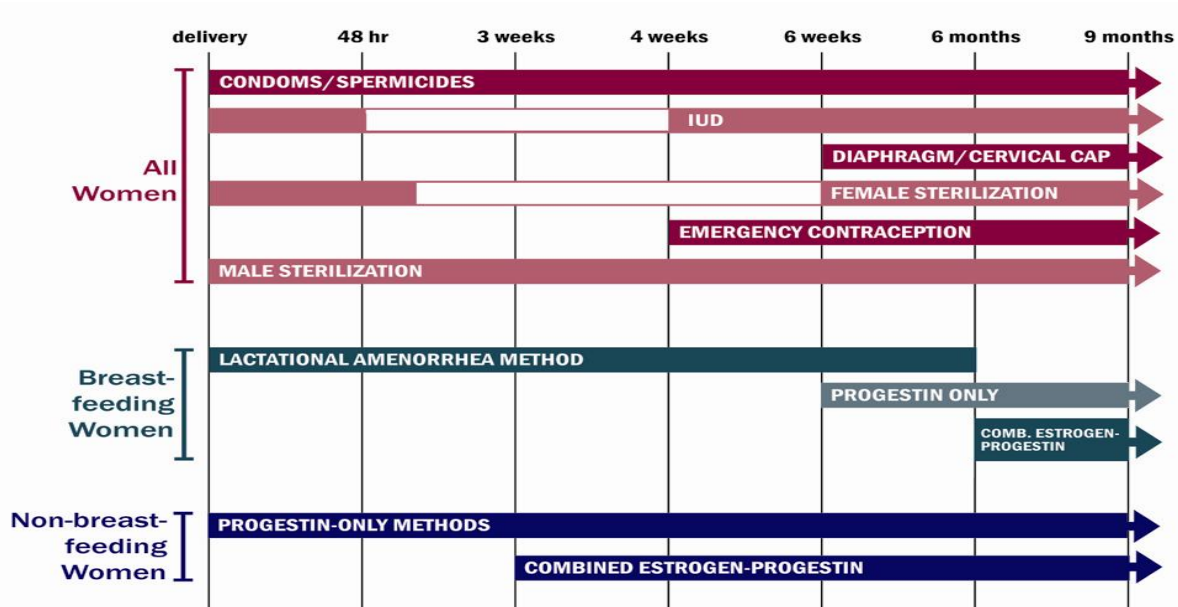 delivery 48 hr 3 weeks 4 weeks 6 weeks 6 months 9 months
CONDOMS/SPERMICIDES
IUD
DIAPHRAGM/CERVICAL CAP
All
Women
FEMALE STERILIZATION
EMERGENCY CONTRACEPTION
MALE STERILIZATION
LACTATIONAL AMENORRHEA METHOD
Breast-
feeding
Women
PROGESTIN ONLY
COMB. ESTROGEN-
PROGESTIN
Non-breast-
feeding
Women
PROGESTIN-ONLY METHODS
COMBINED ESTROGEN-PROGESTIN